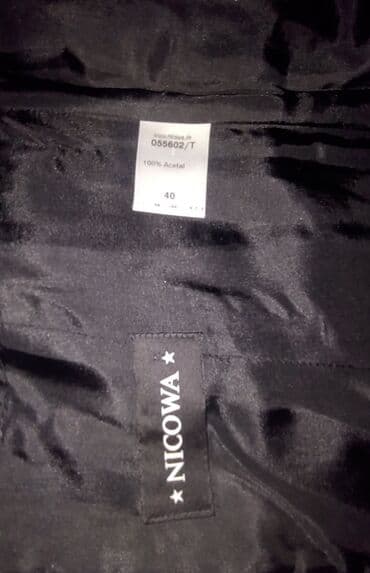 055602/T
100% Acetat
40
★ NICOWA ★